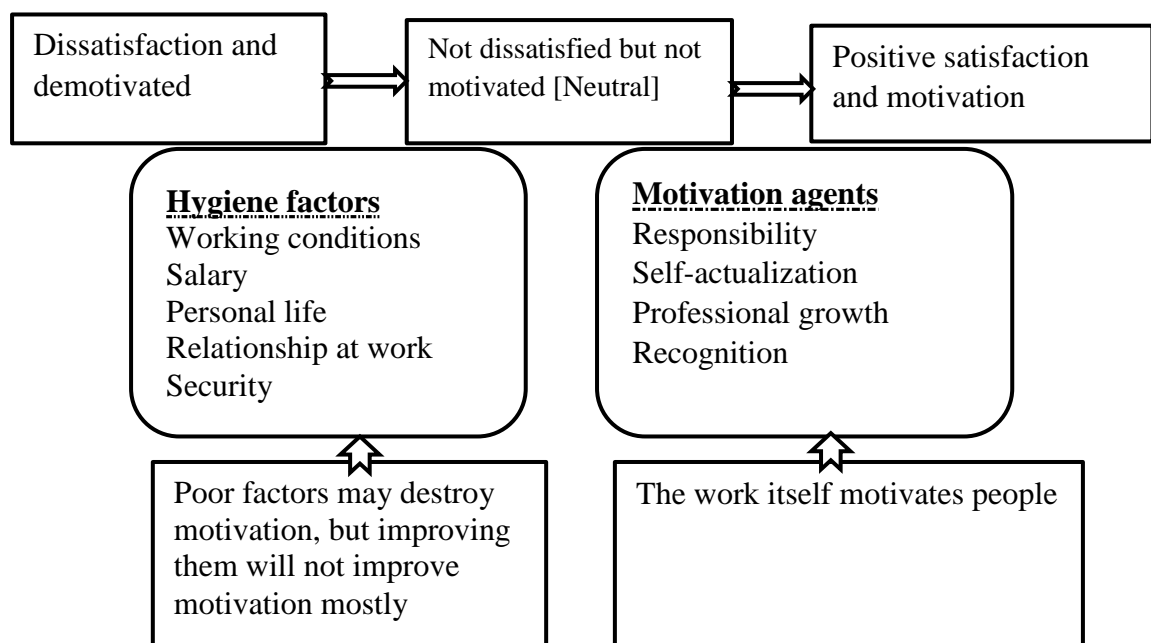 Dissatisfaction and
demotivated
Not dissatisfied but not
motivated [Neutral]
Positive satisfaction
and motivation
Hygiene factors
Working conditions
Salary
Personal life
Relationship at work
Security
Motivation agents
Responsibility
Self-actualization
Professional growth
Recognition
Poor factors may destroy
motivation, but improving
them will not improve
motivation mostly
The work itself motivates people